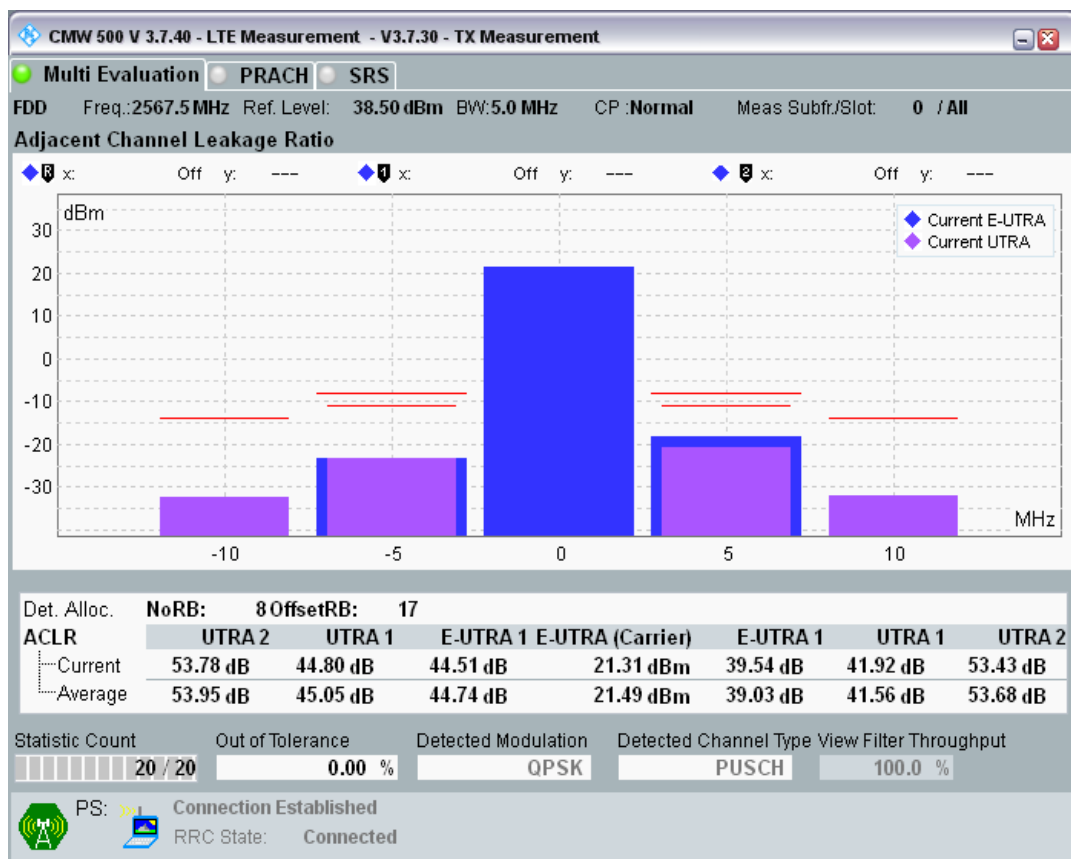 CMW 500 V 3.7.40 - LTE Measurement - V3.7.30 - TX Measurement
Multi Evaluation PRACH SRS
FDD Freq.:2567.5 MHz Ref. Level: 38.50 dBm BW:5.0 MHz CP :Normal Meas Subfr./Slot: 0 / All
Adjacent Channel Leakage Ratio
R x: Off y: --- 1 x: Off y: --- 2 x: Off y: ---
dBm
Current E-UTRA
Current UTRA
30
20
10
0
-10
-20
-30
MHz
-10 -5 0 5 10
Det. Alloc. NoRB: 8 OffsetRB: 17
ACLR UTRA 2 UTRA 1 E-UTRA 1 E-UTRA (Carrier) E-UTRA 1 UTRA 1 UTRA 2
Current 53.78 dB 44.80 dB 44.51 dB 21.31 dBm 39.54 dB 41.92 dB 53.43 dB
Average 53.95 dB 45.05 dB 44.74 dB 21.49 dBm 39.03 dB 41.56 dB 53.68 dB
Statistic Count Out of Tolerance Detected Modulation Detected Channel Type View Filter Throughput
20 / 20 0.00 % QPSK PUSCH 100.0 %
PS: Connection Established
RRC State: Connected